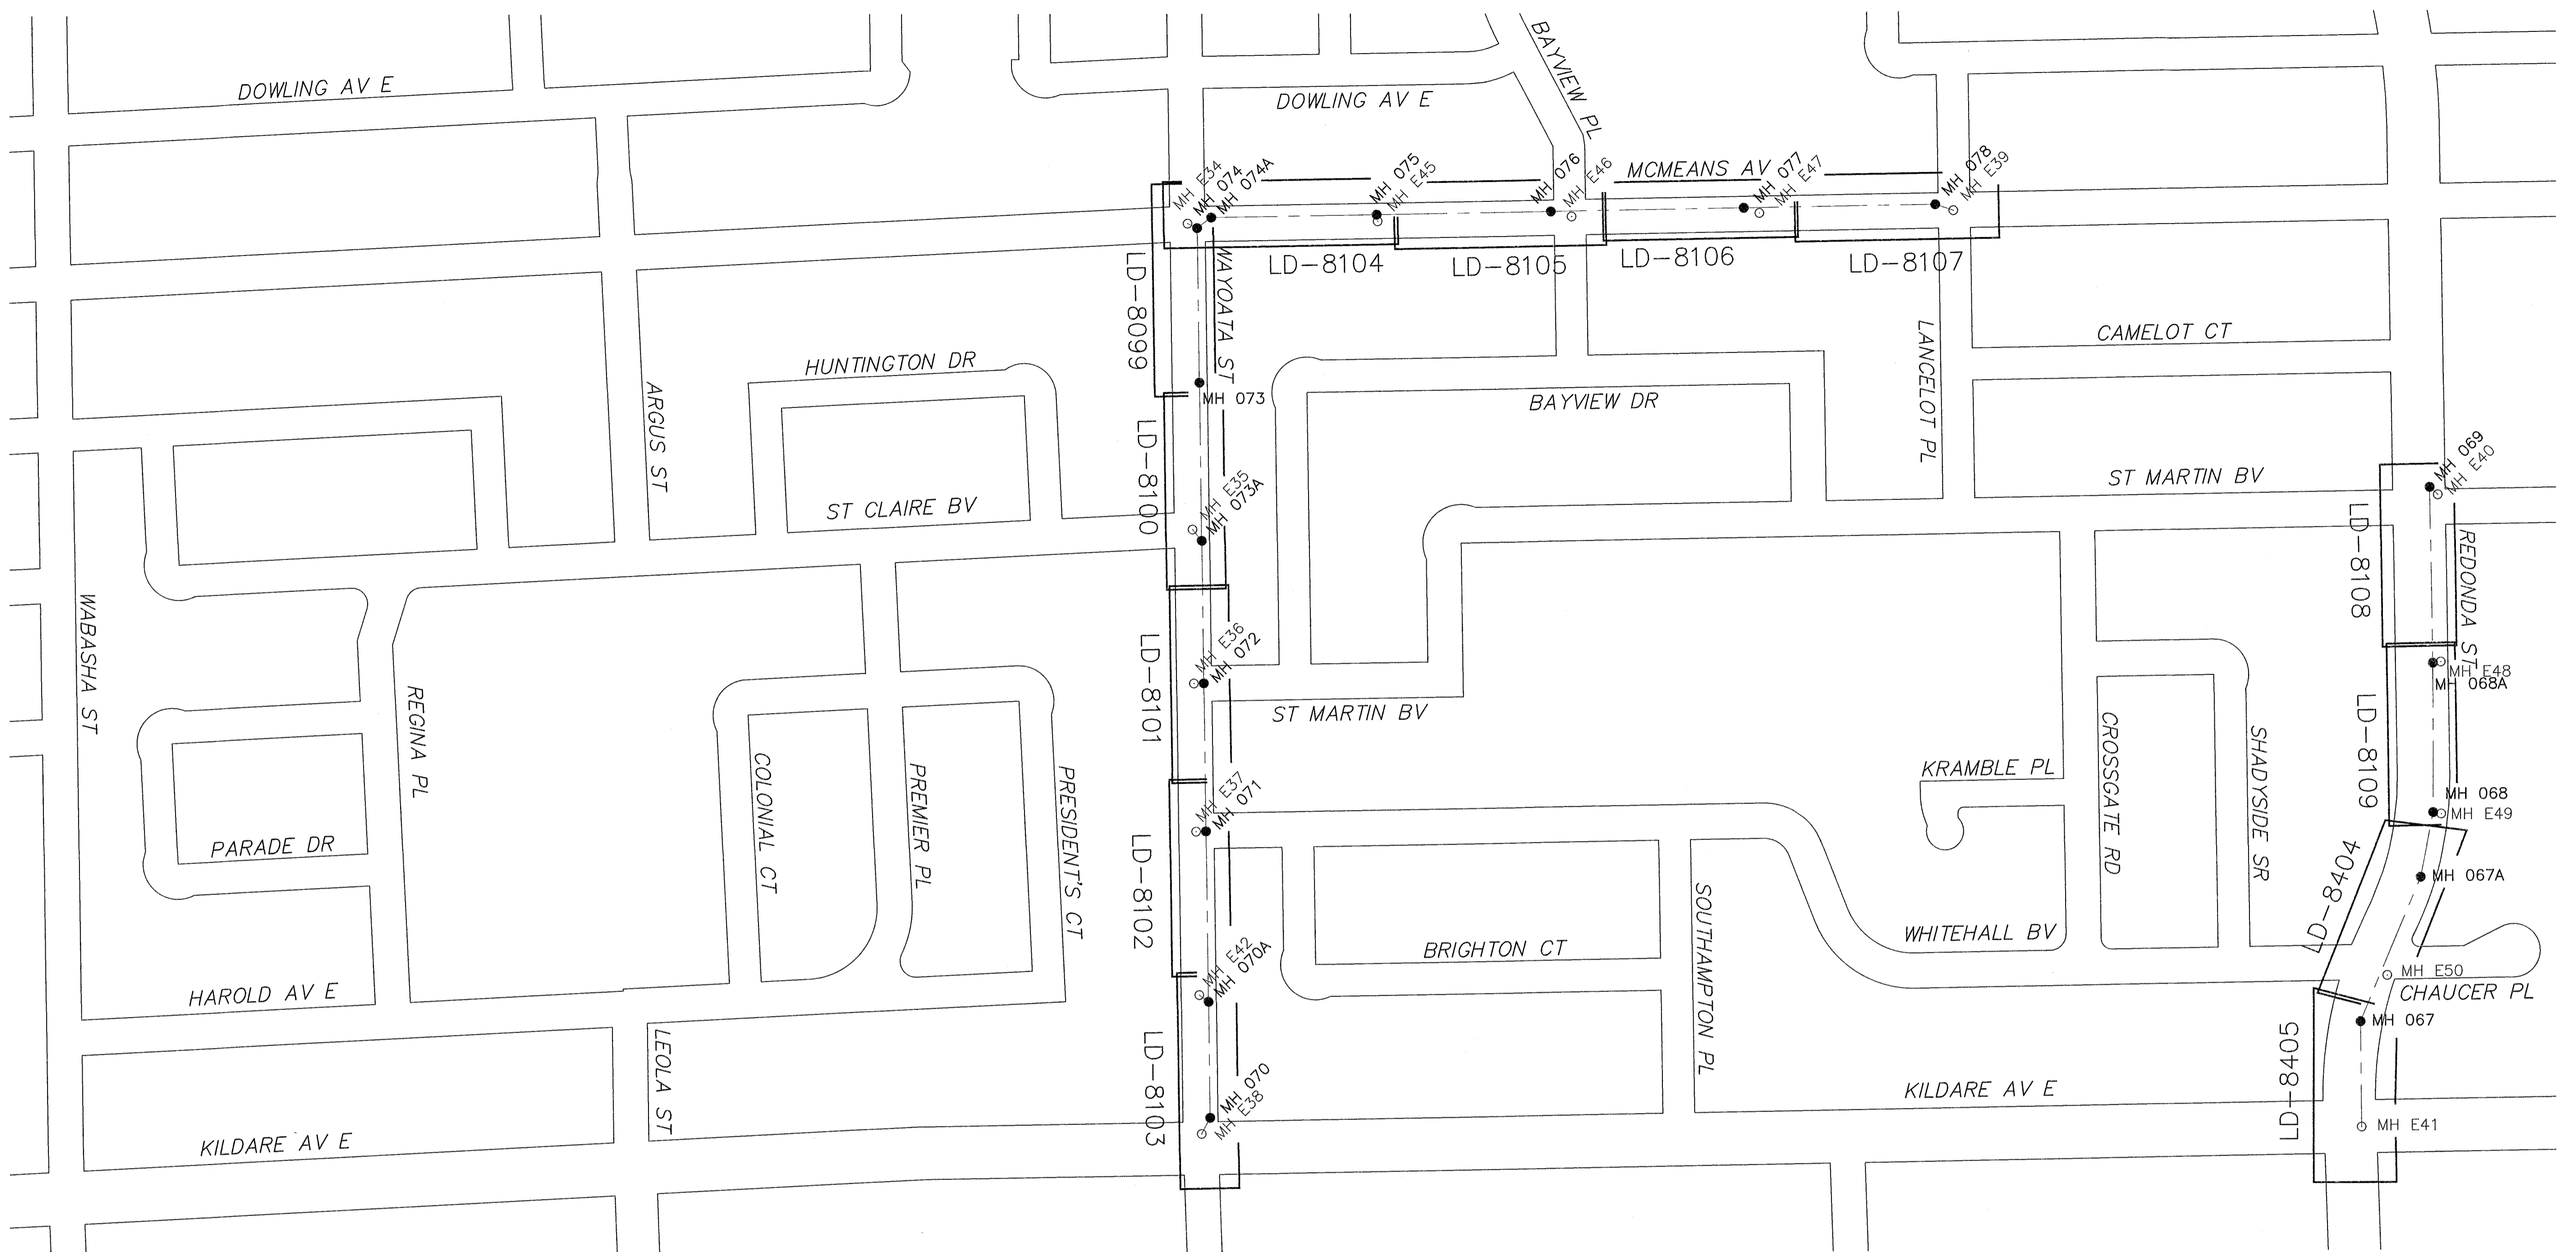 DOWLING AV E
DOWLING AV E
BAYVIEW PL
MCMEANS AV
MH E34
MH 074
MH 074A
MH 075
MH E45
MH 076
MH E46
MH 077
MH E47
MH 078
MH E39
LD-8104
LD-8105
LD-8106
LD-8107
LD-8099
WAYOATA ST
HUNTINGTON DR
ARGUS ST
MH 073
BAYVIEW DR
LANCELOT PL
CAMELOT CT
ST CLAIRE BV
LD-8100
MH E35
MH 073A
ST MARTIN BV
MH 069
MH E40
LD-8108
REDONDA ST
WABASHA ST
REGINA PL
LD-8101
MH E36
MH 072
ST MARTIN BV
MH E48
MH 068A
LD-8109
COLONIAL CT
PREMIER PL
PRESIDENT'S CT
MH E37
MH 071
KRAMBLE PL
CROSSGATE RD
SHADYSIDE SR
MH 068
MH E49
PARADE DR
LD-8102
LD-8404
MH 067A
SOUTHAMPTON PL
BRIGHTON CT
WHITEHALL BV
HAROLD AV E
MH E42
MH 070A
MH E50
CHAUCER PL
MH 067
LEOLA ST
LD-8103
MH 070
MH E38
KILDARE AV E
LD-8405
MH E41
KILDARE AV E